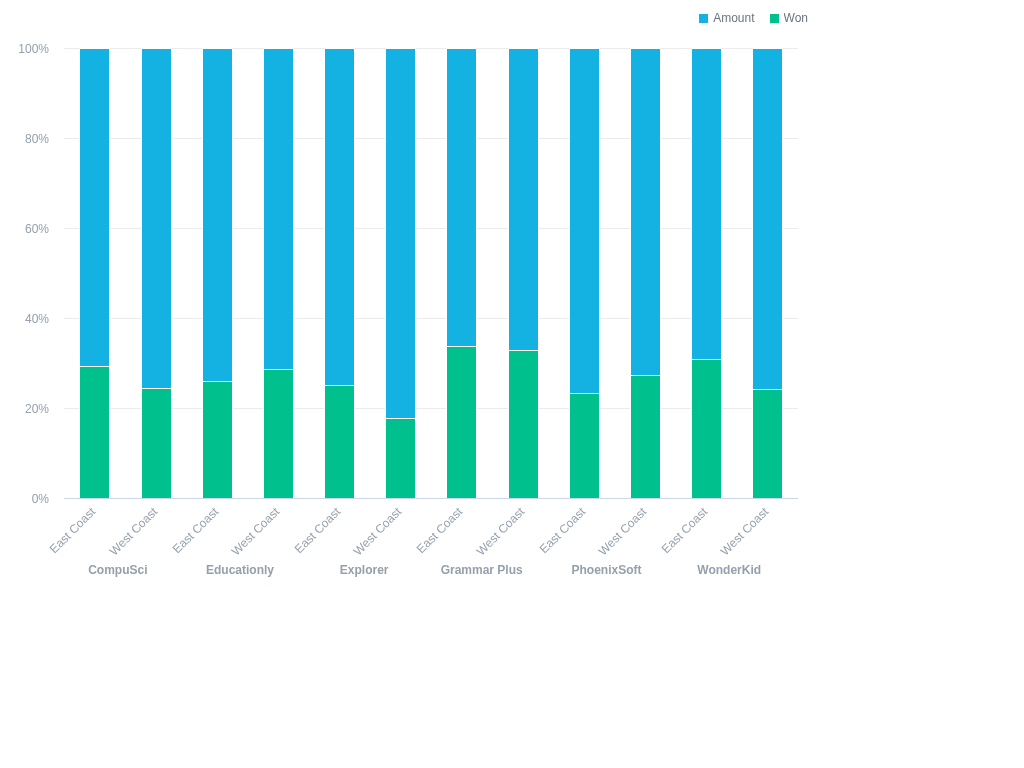 Amount Won
100%
80%
60%
40%
20%
0%
East Coast West Coast East Coast West Coast East Coast West Coast East Coast West Coast East Coast West Coast East Coast West Coast
CompuSci Educationly Explorer Grammar Plus PhoenixSoft WonderKid